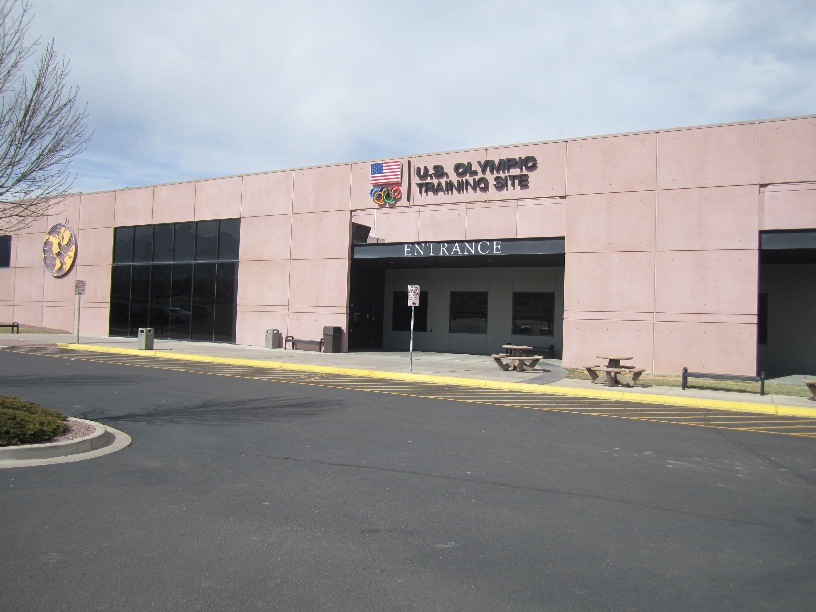 U.S. OLYMPIC
TRAINING SITE
ENTRANCE